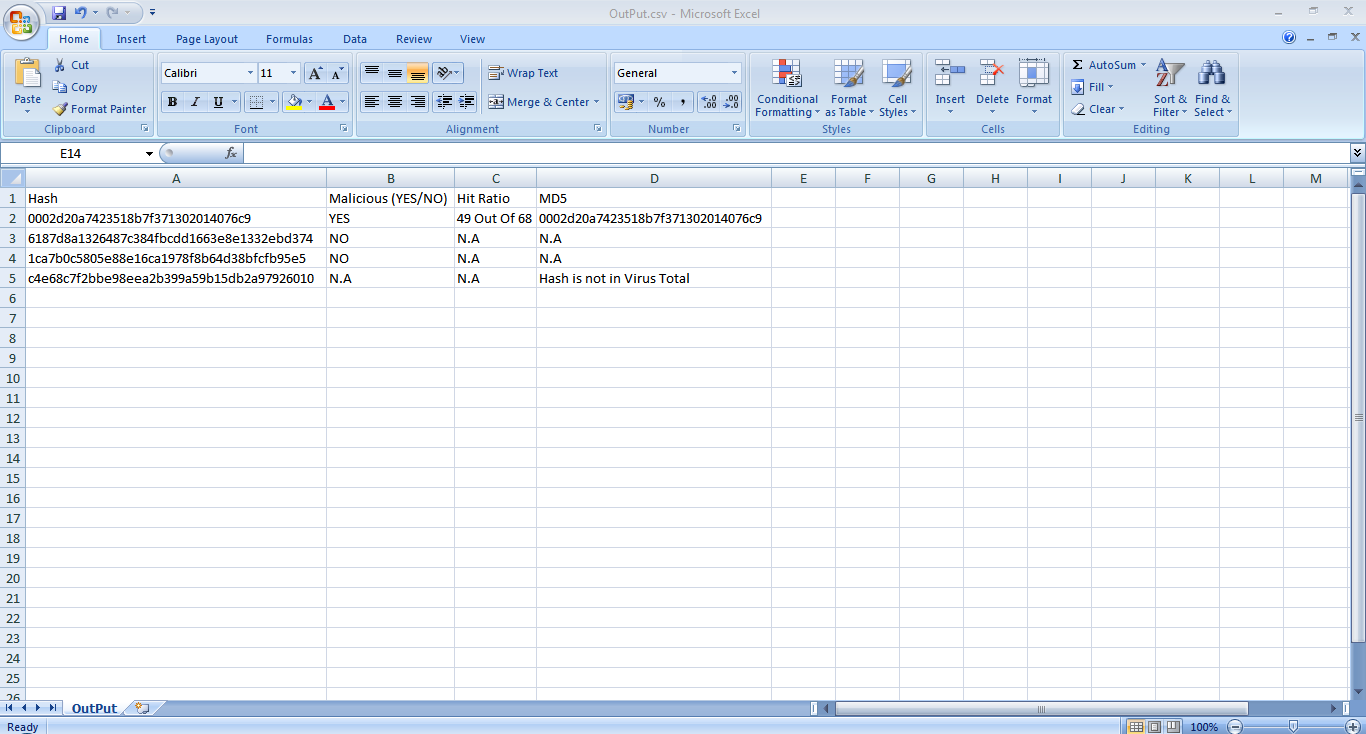 OutPut.csv - Microsoft Excel
Home Insert Page Layout Formulas Data Review View
Paste
Cut
Copy
Format Painter
Clipboard
Calibri 11
B I U
Font
Wrap Text
Merge & Center
Alignment
General
% ,
Number
Conditional Formatting
Format as Table
Cell Styles
Styles
Insert Delete Format
Cells
Σ AutoSum
Fill
Clear
Sort & Filter
Find & Select
Editing
E14 fx
A B C D E F G H I J K L M
1 Hash Malicious (YES/NO) Hit Ratio MD5
2 0002d20a7423518b7f371302014076c9 YES 49 Out Of 68 0002d20a7423518b7f371302014076c9
3 6187d8a1326487c384fbcdd1663e8e1332ebd374 NO N.A N.A
4 1ca7b0c5805e88e16ca1978f8b64d38bfcfb95e5 NO N.A N.A
5 c4e68c7f2bbe98eea2b399a59b15db2a97926010 N.A N.A Hash is not in Virus Total
6
7
8
9
10
11
12
13
14
15
16
17
18
19
20
21
22
23
24
25
26
OutPut
Ready 100%